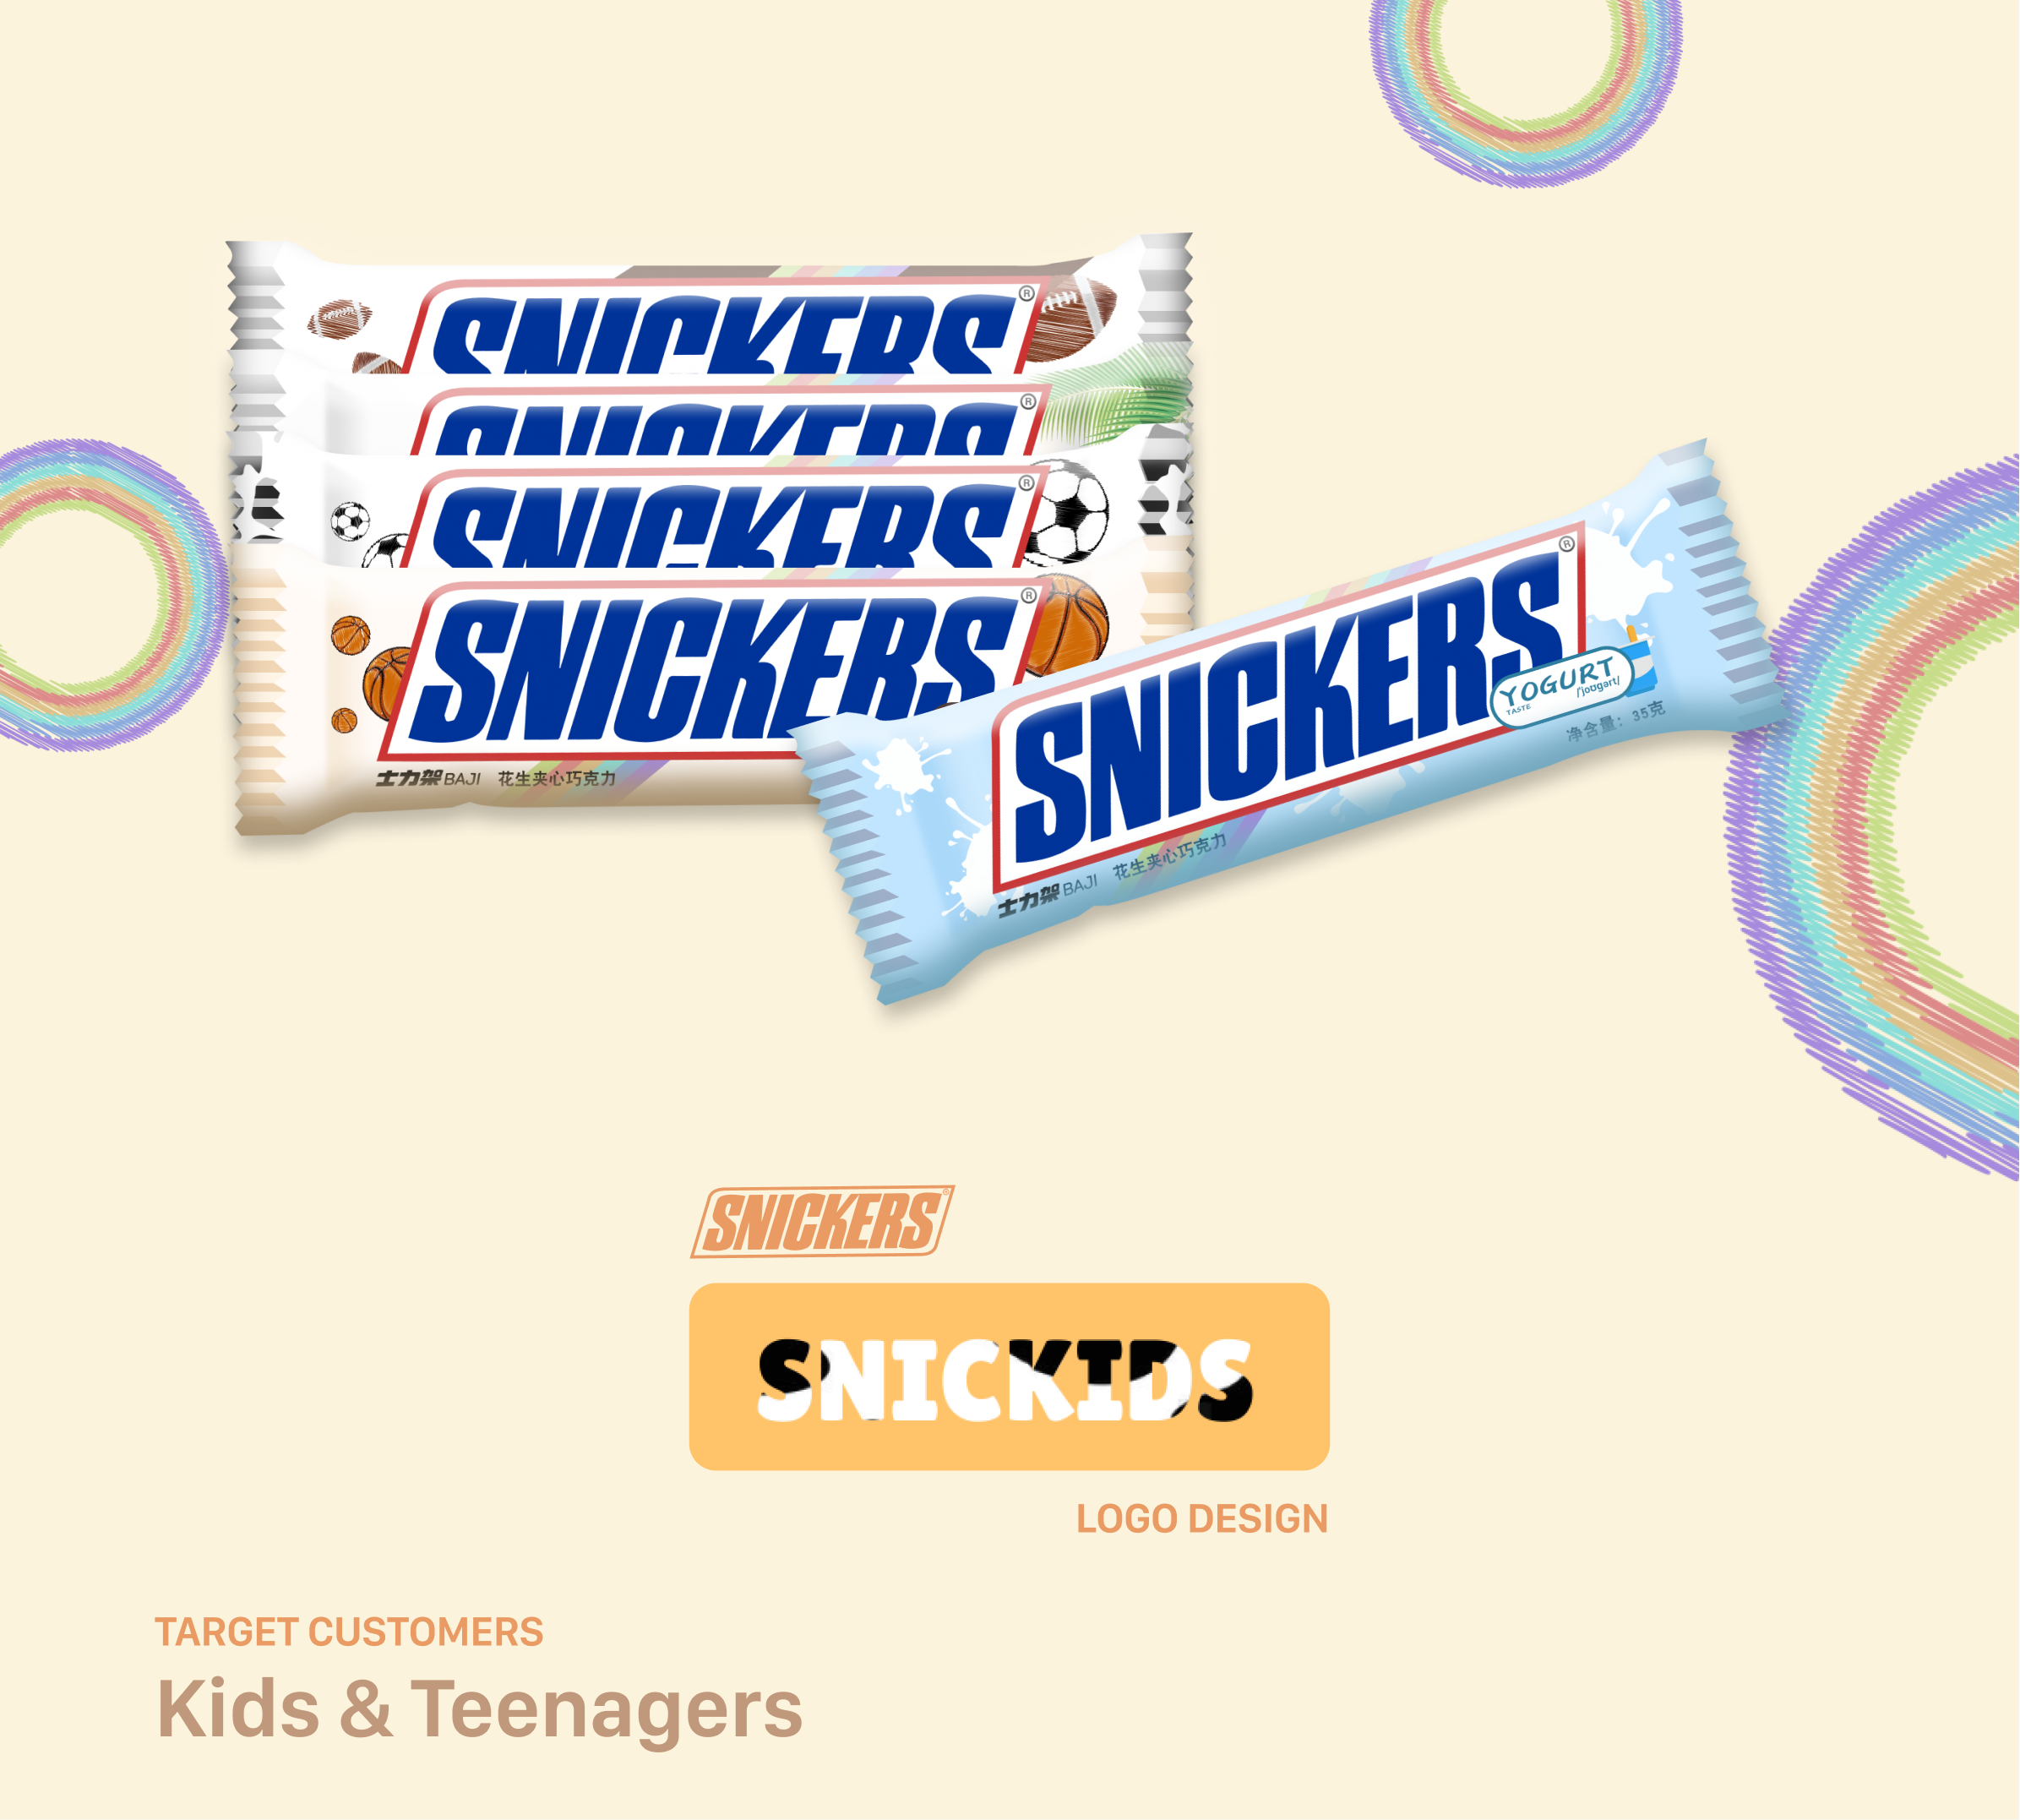 SNICKERS®
SNICKERS®
SNICKERS®
SNICKERS®
士力架 BAJI 花生夹心巧克力
SNICKERS®
YOGURT
TASTE /ˈjoʊɡərt/
净含量：35克
士力架 BAJI 花生夹心巧克力
SNICKERS®
SNICKIDS
LOGO DESIGN
TARGET CUSTOMERS
Kids & Teenagers